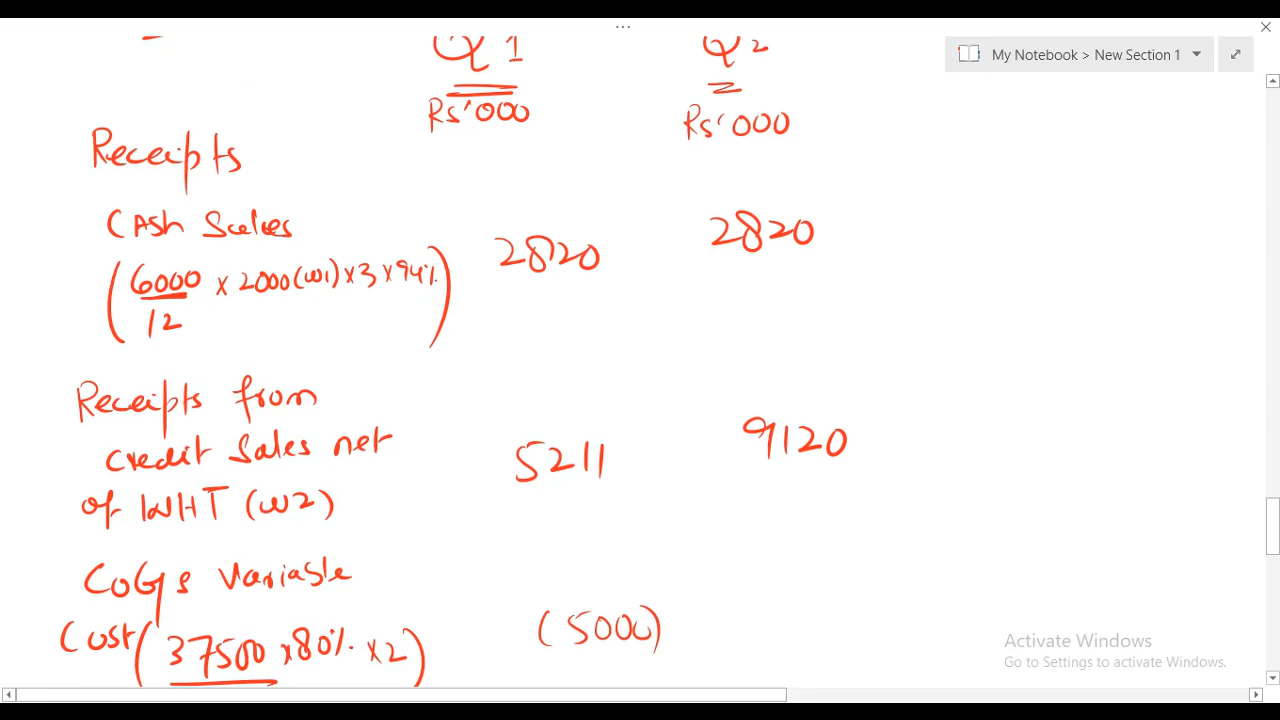 ...
My Notebook > New Section 1
Q1 Q2
Rs'000 Rs'000
Receipts
Cash Sales
(6000/12 × 2000(W1)×3×94%) 2820 2820
Receipts from
credit Sales net 5211 9120
of WHT (W2)
CoGs Variable
Cost (37500 ×80%.×2) (5000)
Activate Windows
Go to Settings to activate Windows.